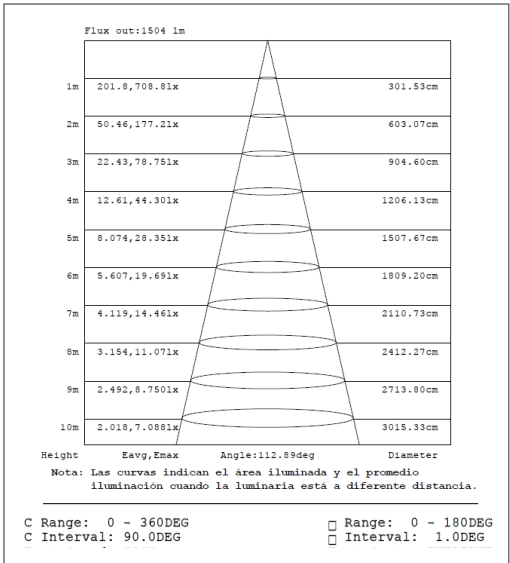 Flux out:1504 lm
1m 201.8,708.8lx 301.53cm
2m 50.46,177.2lx 603.07cm
3m 22.43,78.75lx 904.60cm
4m 12.61,44.30lx 1206.13cm
5m 8.074,28.35lx 1507.67cm
6m 5.607,19.69lx 1809.20cm
7m 4.119,14.46lx 2110.73cm
8m 3.154,11.07lx 2412.27cm
9m 2.492,8.750lx 2713.80cm
10m 2.018,7.088lx 3015.33cm
Height Eavg,Emax Angle:112.89deg Diameter
Nota: Las curvas indican el área iluminada y el promedio
iluminación cuando la luminaria está a diferente distancia.
C Range: 0 - 360DEG □ Range: 0 - 180DEG
C Interval: 90.0DEG □ Interval: 1.0DEG